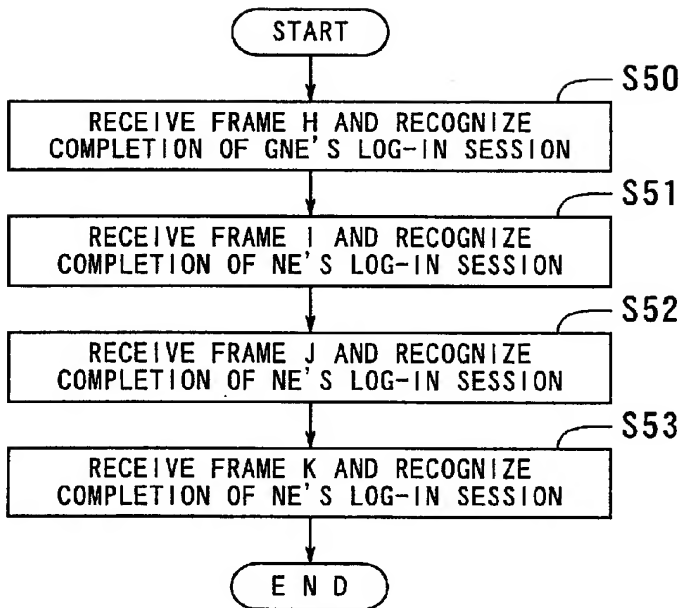 START
S50
RECEIVE FRAME H AND RECOGNIZE
COMPLETION OF GNE'S LOG-IN SESSION
S51
RECEIVE FRAME I AND RECOGNIZE
COMPLETION OF NE'S LOG-IN SESSION
S52
RECEIVE FRAME J AND RECOGNIZE
COMPLETION OF NE'S LOG-IN SESSION
S53
RECEIVE FRAME K AND RECOGNIZE
COMPLETION OF NE'S LOG-IN SESSION
E N D